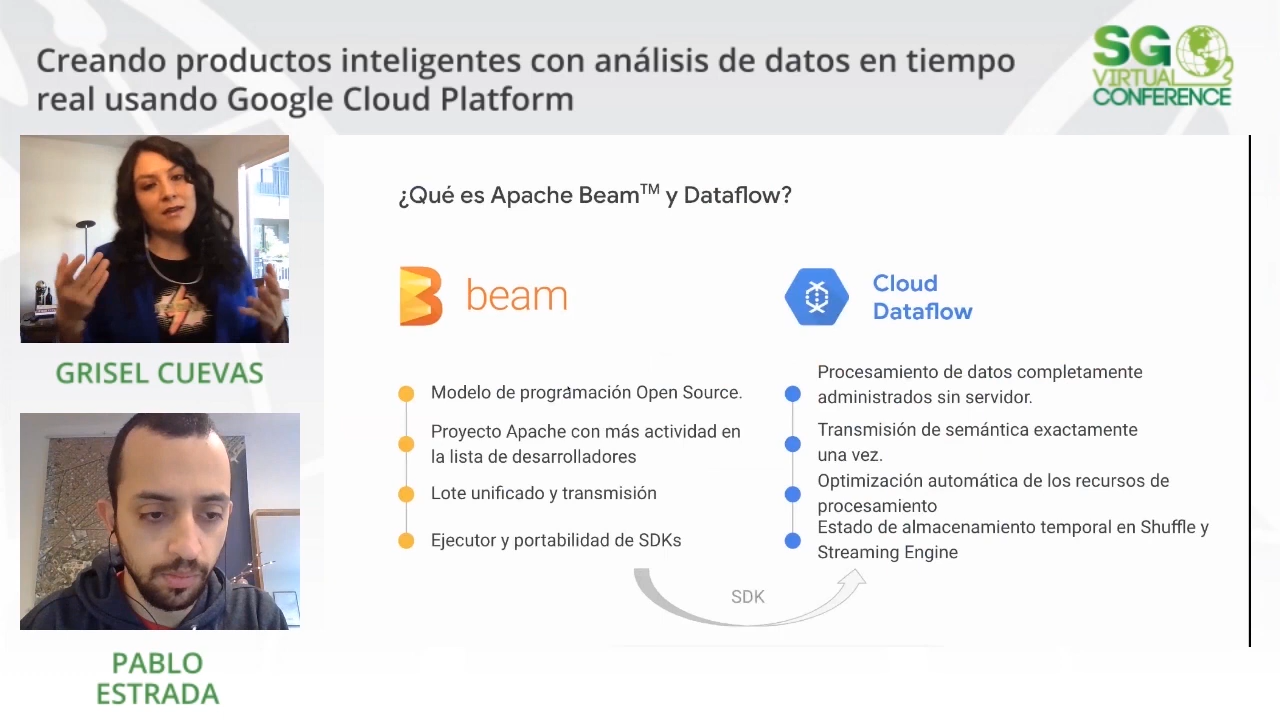 Creando productos inteligentes con análisis de datos en tiempo
real usando Google Cloud Platform
SG
VIRTUAL
CONFERENCE
GRISEL CUEVAS
PABLO
ESTRADA
¿Qué es Apache Beam™ y Dataflow?
beam
Modelo de programación Open Source.
Proyecto Apache con más actividad en
la lista de desarrolladores
Lote unificado y transmisión
Ejecutor y portabilidad de SDKs
Cloud
Dataflow
Procesamiento de datos completamente
administrados sin servidor.
Transmisión de semántica exactamente
una vez.
Optimización automática de los recursos de
procesamiento
Estado de almacenamiento temporal en Shuffle y
Streaming Engine
SDK